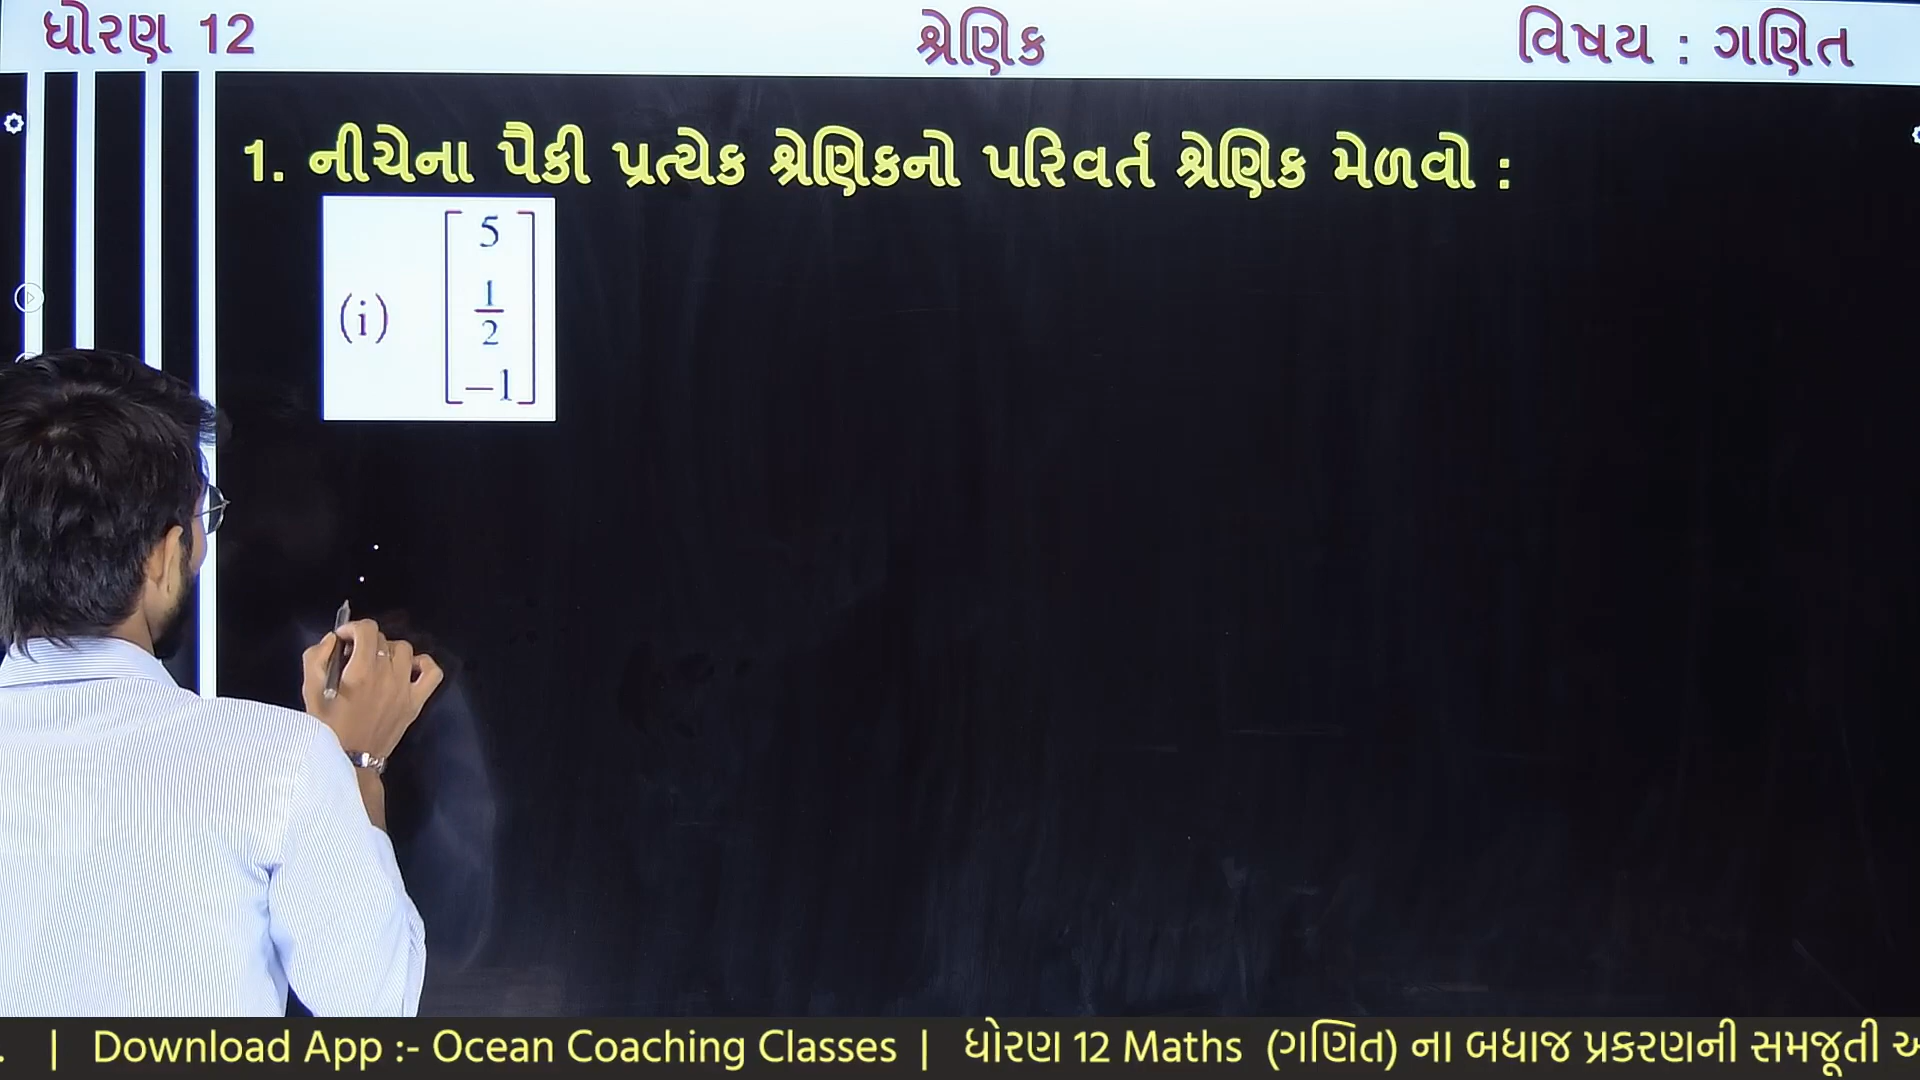 ધોરણ 12 શ્રેણિક વિષય : ગણિત
1. નીચેના પૈકી પ્રત્યેક શ્રેણિકનો પરિવર્ત શ્રેણિક મેળવો :
5
(i) 1/2
−1
. | Download App :- Ocean Coaching Classes | ધોરણ 12 Maths (ગણિત) ના બધાજ પ્રકરણની સમજૂતી